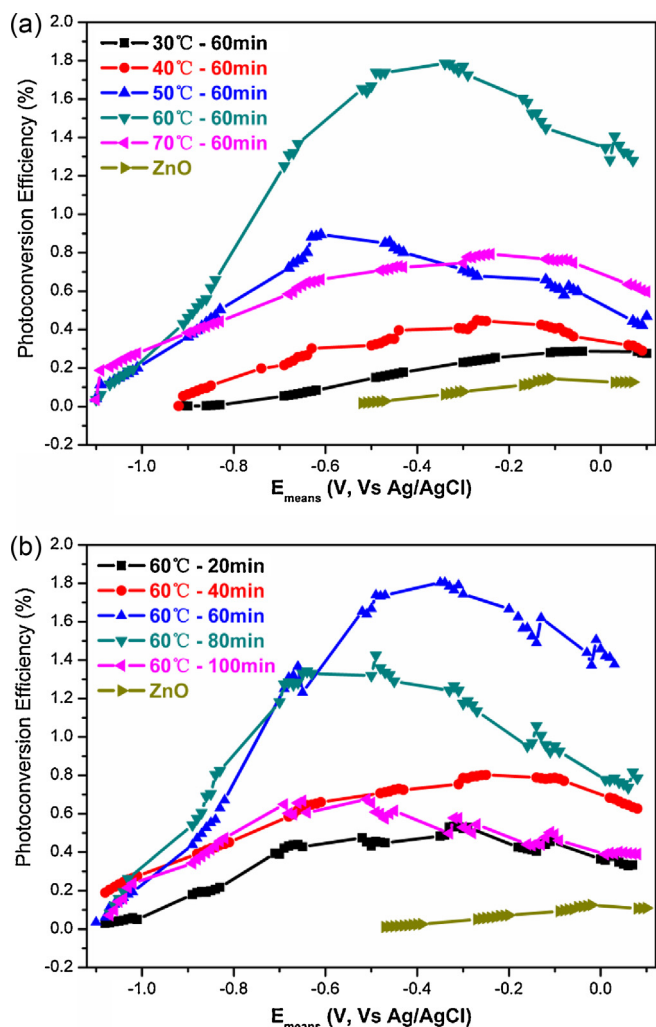 (a)
30℃ - 60min
40℃ - 60min
50℃ - 60min
60℃ - 60min
70℃ - 60min
ZnO
Photoconversion Efficiency (%)
2.0
1.8
1.6
1.4
1.2
1.0
0.8
0.6
0.4
0.2
0.0
-0.2
-1.0 -0.8 -0.6 -0.4 -0.2 0.0
E means (V, Vs Ag/AgCl)
(b)
60℃ - 20min
60℃ - 40min
60℃ - 60min
60℃ - 80min
60℃ - 100min
ZnO
Photoconversion Efficiency (%)
2.0
1.8
1.6
1.4
1.2
1.0
0.8
0.6
0.4
0.2
0.0
-0.2
-1.0 -0.8 -0.6 -0.4 -0.2 0.0
E means (V, Vs Ag/AgCl)